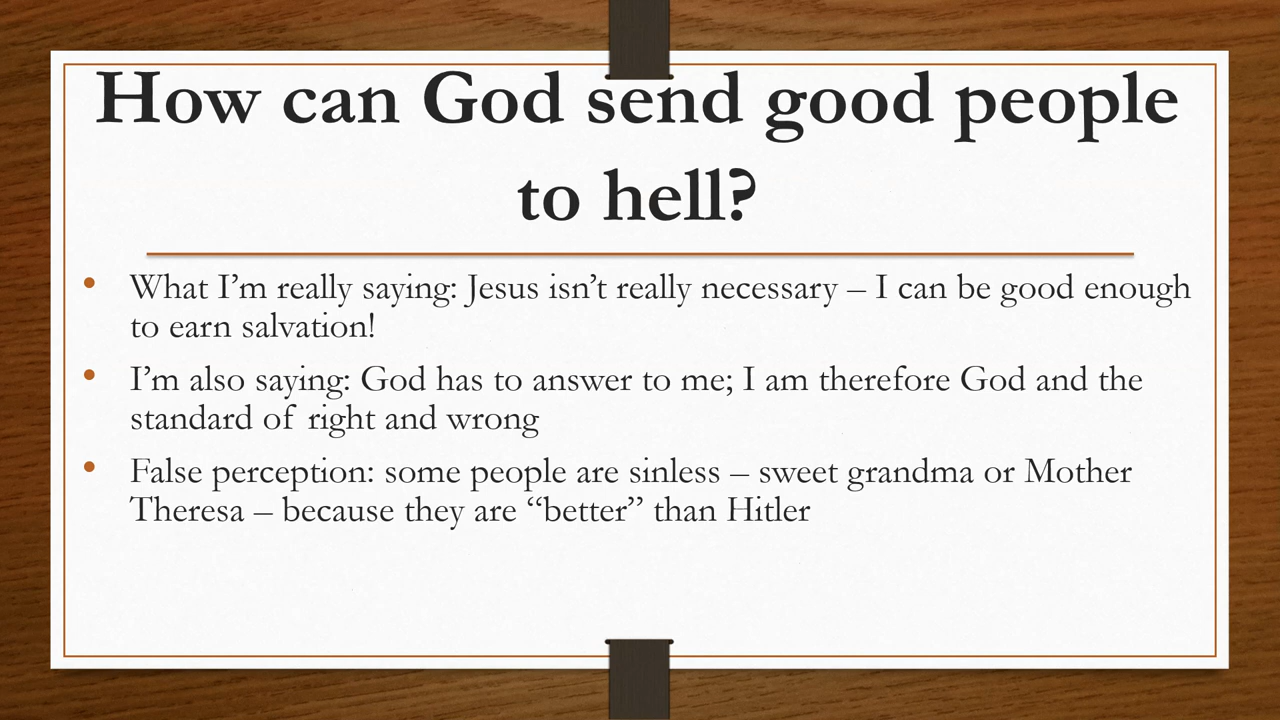 How can God send good people
to hell?
• What I’m really saying: Jesus isn’t really necessary – I can be good enough
to earn salvation!
• I’m also saying: God has to answer to me; I am therefore God and the
standard of right and wrong
• False perception: some people are sinless – sweet grandma or Mother
Theresa – because they are “better” than Hitler